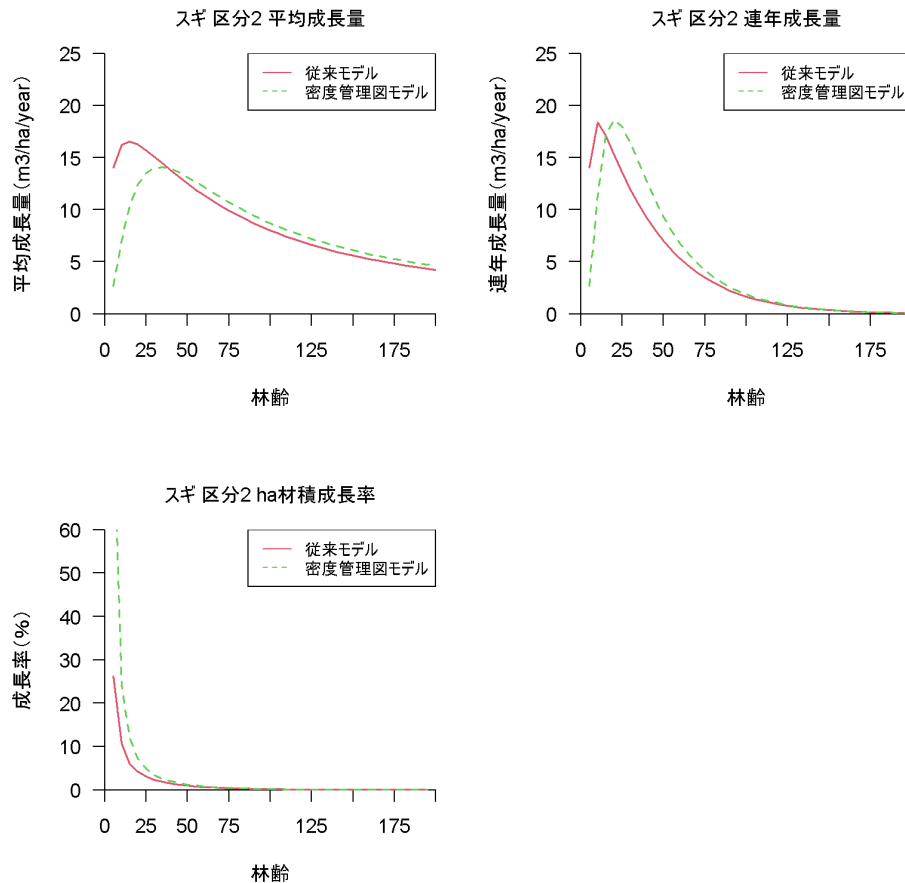 スギ 区分2 平均成長量
平均成長量(m3/ha/year)
25
20
15
10
5
0
従来モデル
密度管理図モデル
0 25 50 75 125 175
林齢
スギ 区分2 連年成長量
連年成長量(m3/ha/year)
25
20
15
10
5
0
従来モデル
密度管理図モデル
0 25 50 75 125 175
林齢
スギ 区分2 ha材積成長率
成長率(%)
60
50
40
30
20
10
0
従来モデル
密度管理図モデル
0 25 50 75 125 175
林齢